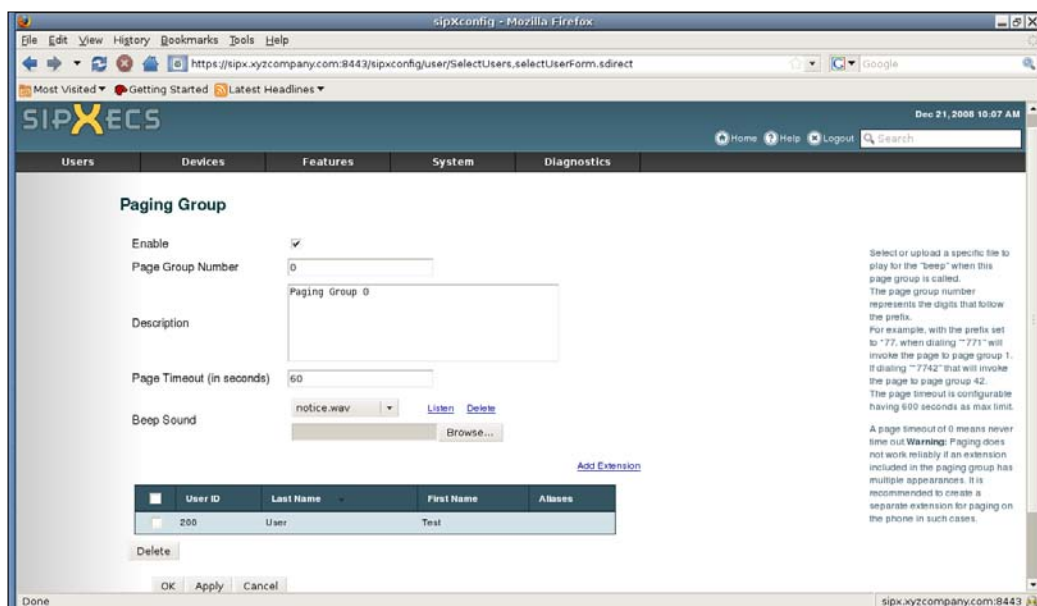 sipXconfig - Mozilla Firefox
File Edit View History Bookmarks Tools Help
https://sipx.xyzcompany.com:8443/sipxconfig/user/SelectUsers,selectUserForm.sdirect
Google
Most Visited Getting Started Latest Headlines
SIPXECS
Dec 21, 2008 10:07 AM
Home Help Logout Search
Users Devices Features System Diagnostics
Paging Group
Enable
Page Group Number 0
Description Paging Group 0
Page Timeout (in seconds) 60
Beep Sound notice.wav Listen Delete
Browse...
Add Extension
User ID Last Name First Name Aliases
200 User Test
Delete
OK Apply Cancel
Select or upload a specific file to
play for the "beep" when this
page group is called.
The page group number
represents the digits that follow
the prefix.
For example, with the prefix set
to *77, when dialing "*771" will
invoke the page to page group 1.
If dialing "*7742" that will invoke
the page to page group 42.
The page timeout is configurable
having 600 seconds as max limit.
A page timeout of 0 means never
time out. Warning: Paging does
not work reliably if an extension
included in the paging group has
multiple appearances. It is
recommended to create a
separate extension for paging on
the phone in such cases.
Done
sipx.xyzcompany.com:8443